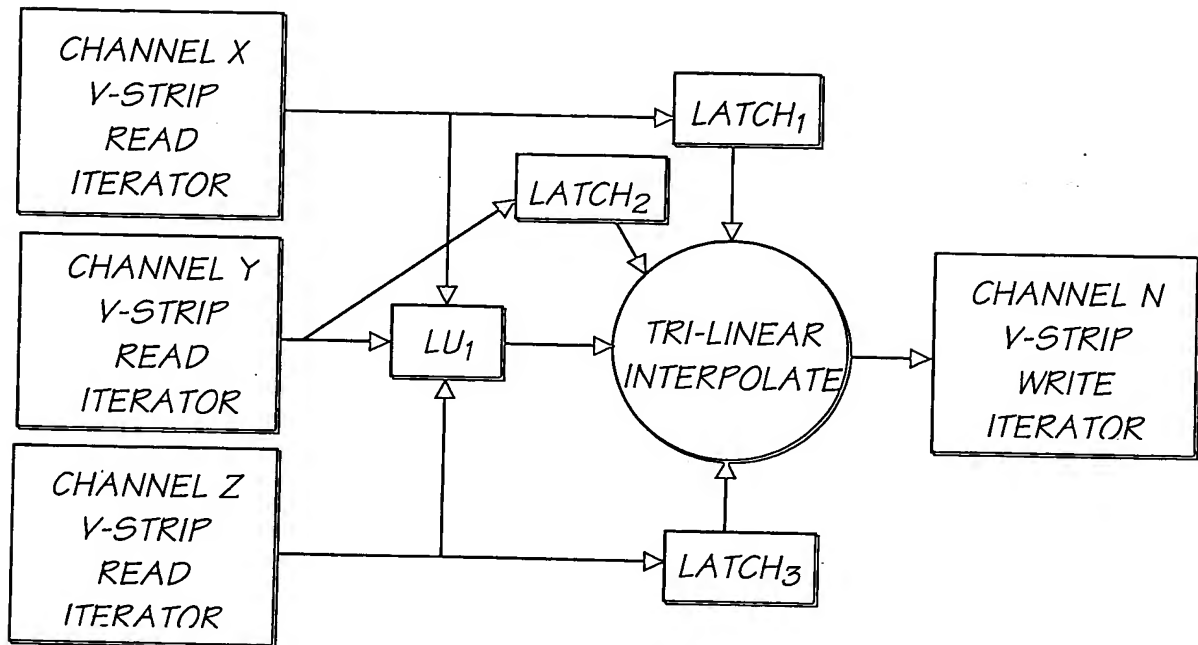 CHANNEL X
V-STRIP
READ
ITERATOR
LATCH1
LATCH2
CHANNEL Y
V-STRIP
READ
ITERATOR
LU1
TRI-LINEAR
INTERPOLATE
CHANNEL N
V-STRIP
WRITE
ITERATOR
CHANNEL Z
V-STRIP
READ
ITERATOR
LATCH3